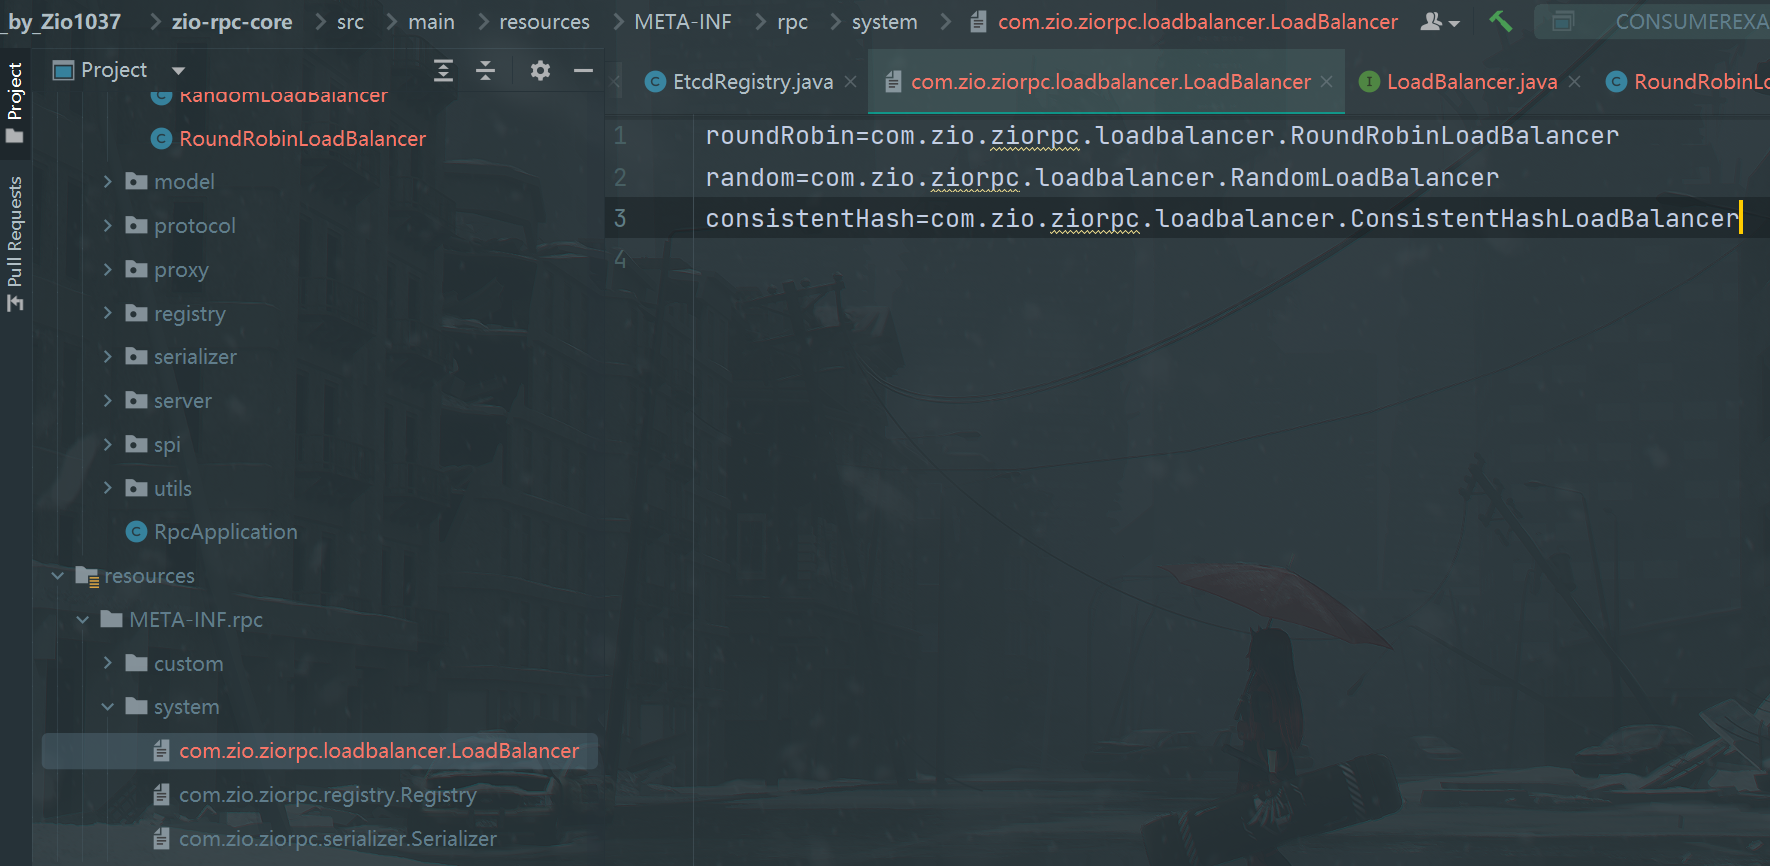 _by_Zio1037 zio-rpc-core src main resources META-INF rpc system com.zio.ziorpc.loadbalancer.LoadBalancer
Project
EtcdRegistry.java com.zio.ziorpc.loadbalancer.LoadBalancer LoadBalancer.java
Project
Pull Requests
RandomLoadBalancer
RoundRobinLoadBalancer
model
protocol
proxy
registry
serializer
server
spi
utils
RpcApplication
resources
META-INF.rpc
custom
system
com.zio.ziorpc.loadbalancer.LoadBalancer
com.zio.ziorpc.registry.Registry
com.zio.ziorpc.serializer.Serializer
1 roundRobin=com.zio.ziorpc.loadbalancer.RoundRobinLoadBalancer
2 random=com.zio.ziorpc.loadbalancer.RandomLoadBalancer
3 consistentHash=com.zio.ziorpc.loadbalancer.ConsistentHashLoadBalancer
4